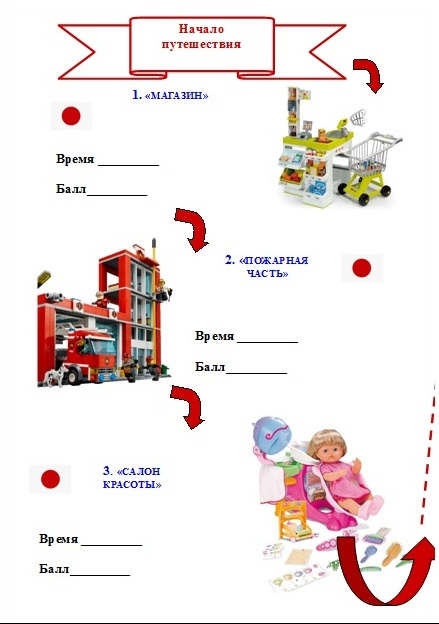 Начало
путешествия
1. «МАГАЗИН»
Время _________
Балл_________
2. «ПОЖАРНАЯ
ЧАСТЬ»
Время _________
Балл_________
3. «САЛОН
КРАСОТЫ»
Время _________
Балл_________